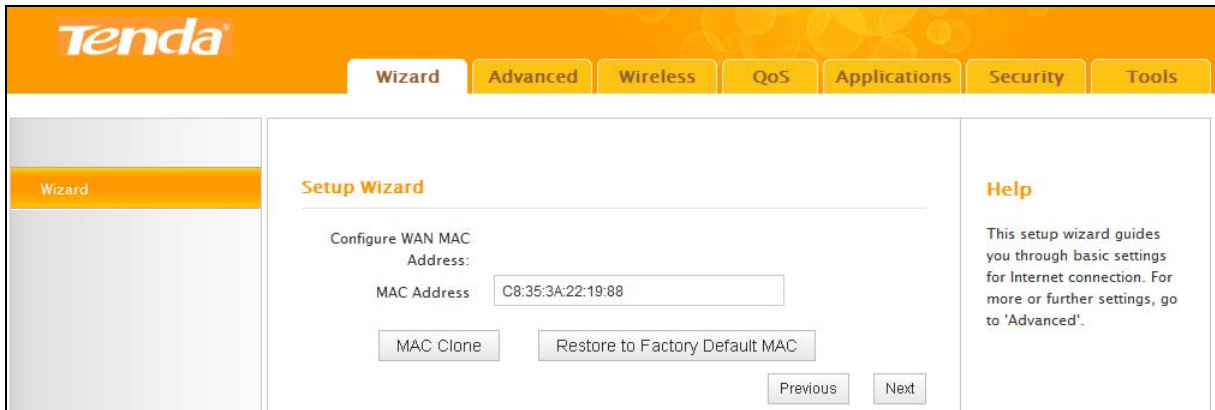 Tenda
Wizard Advanced Wireless QoS Applications Security Tools
Wizard
Setup Wizard
Configure WAN MAC
Address:
MAC Address C8:35:3A:22:19:88
MAC Clone Restore to Factory Default MAC
Previous Next
Help
This setup wizard guides
you through basic settings
for Internet connection. For
more or further settings, go
to 'Advanced'.